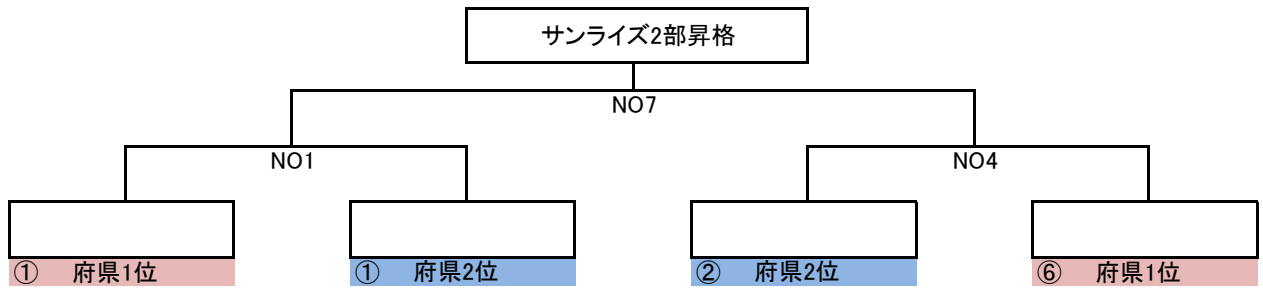 サンライズ2部昇格
NO7
NO1
NO4
① 府県1位
① 府県2位
② 府県2位
⑥ 府県1位